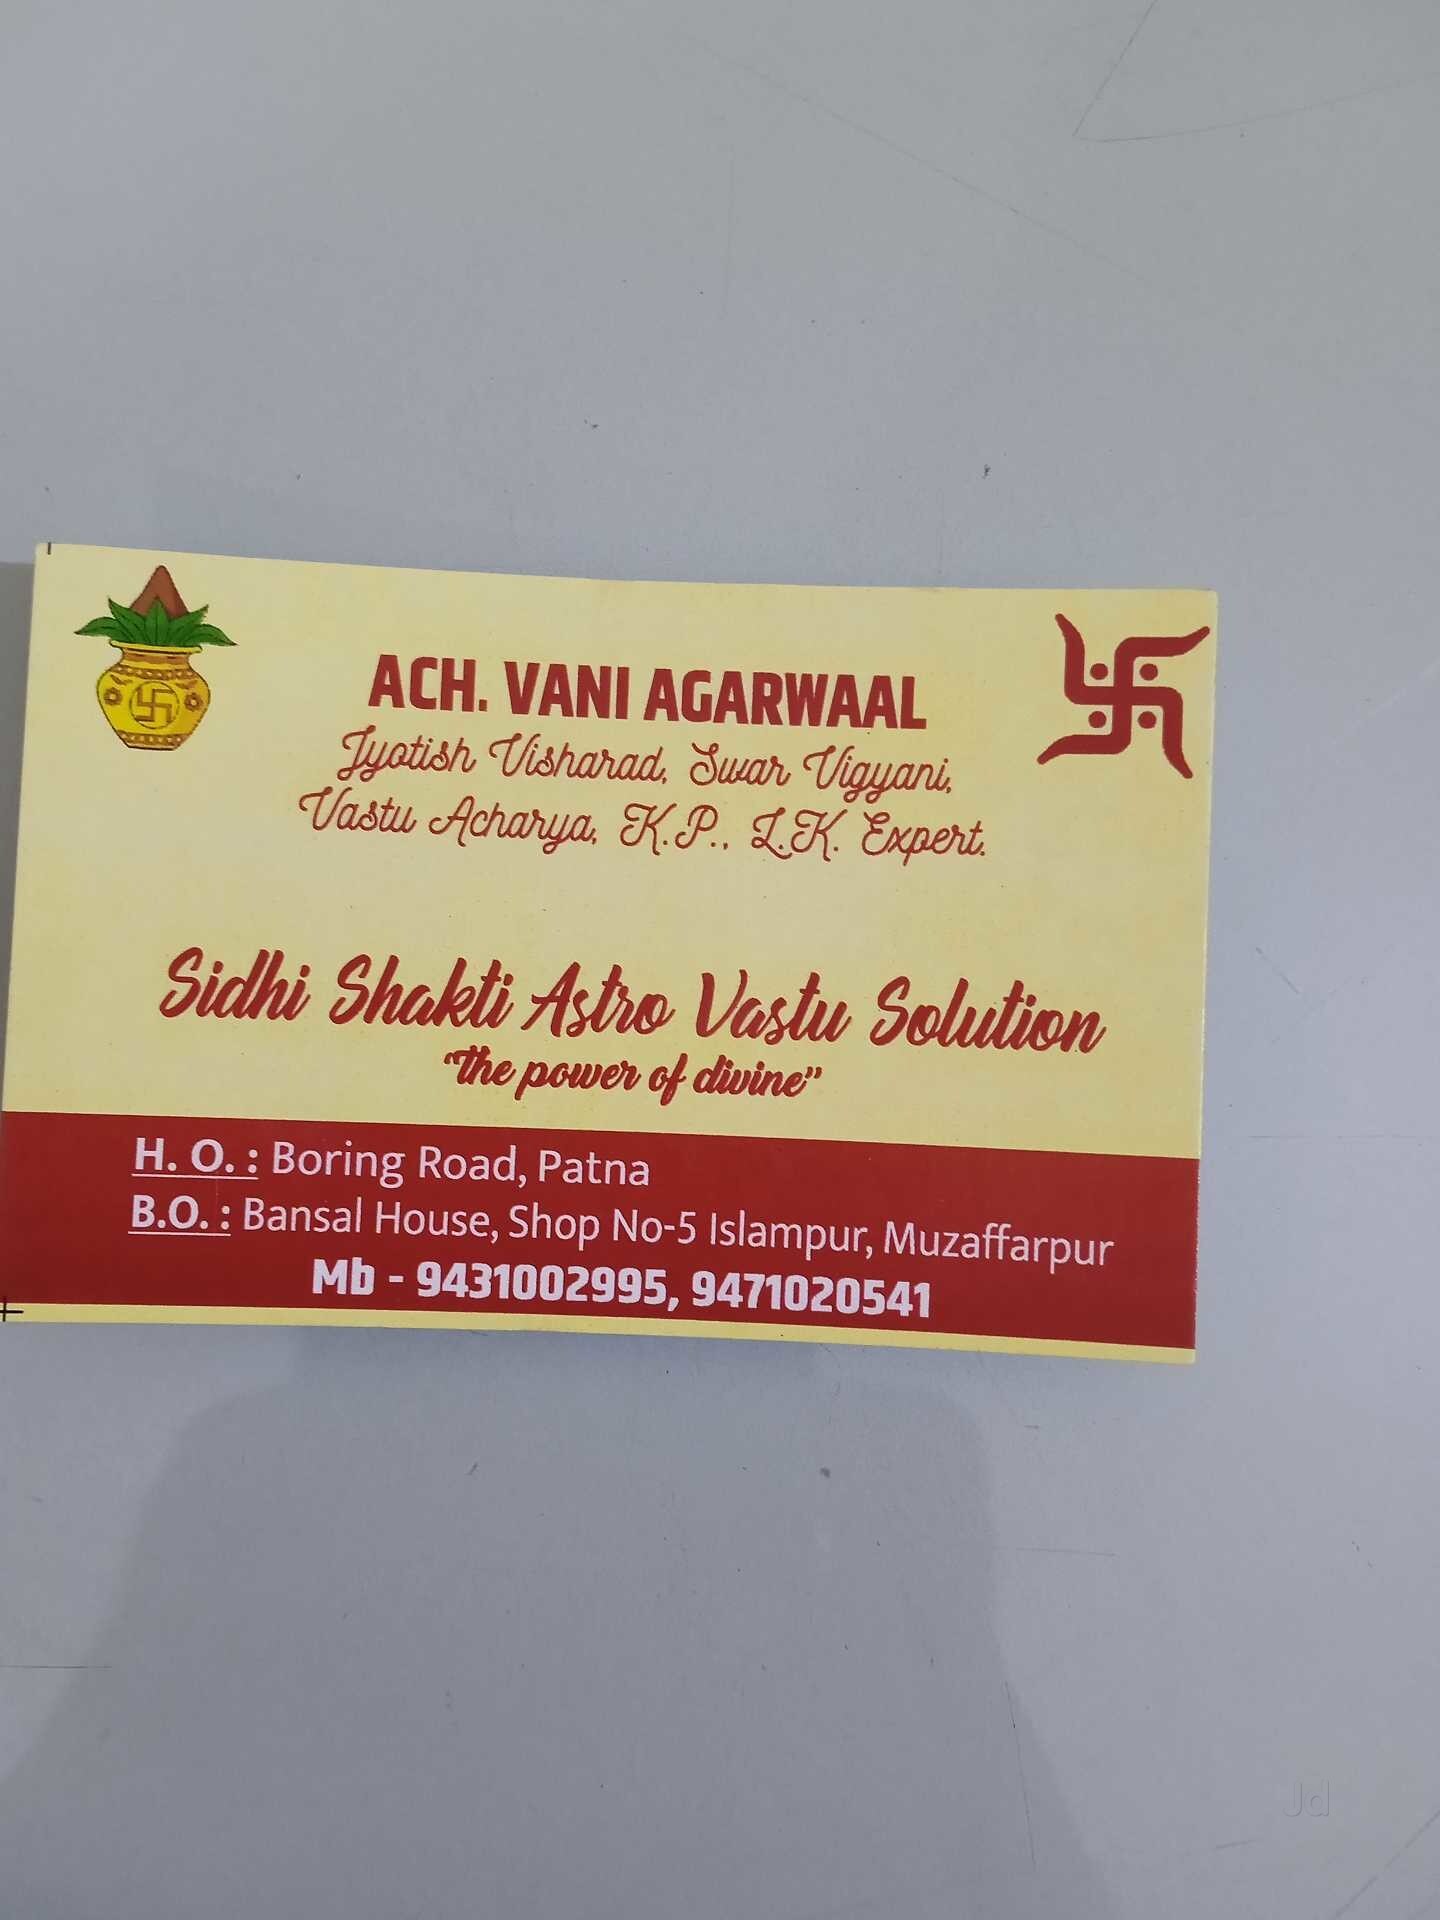 ACH. VANI AGARWAAL
Jyotish Visharad, Swar Vigyani,
Vastu Acharya, K.P., L.K. Expert.
Sidhi Shakti Astro Vastu Solution
"the power of divine"
H. O. : Boring Road, Patna
B.O. : Bansal House, Shop No-5 Islampur, Muzaffarpur
Mb - 9431002995, 9471020541
Jd